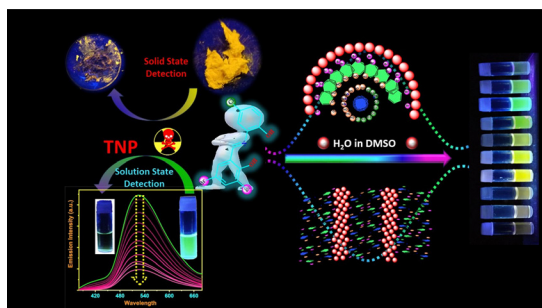 Solid State
Detection
TNP
Solution State
Detection
H₂O in DMSO
Emission Intensity (a.u.)
420 480 540 600 660
Wavelength